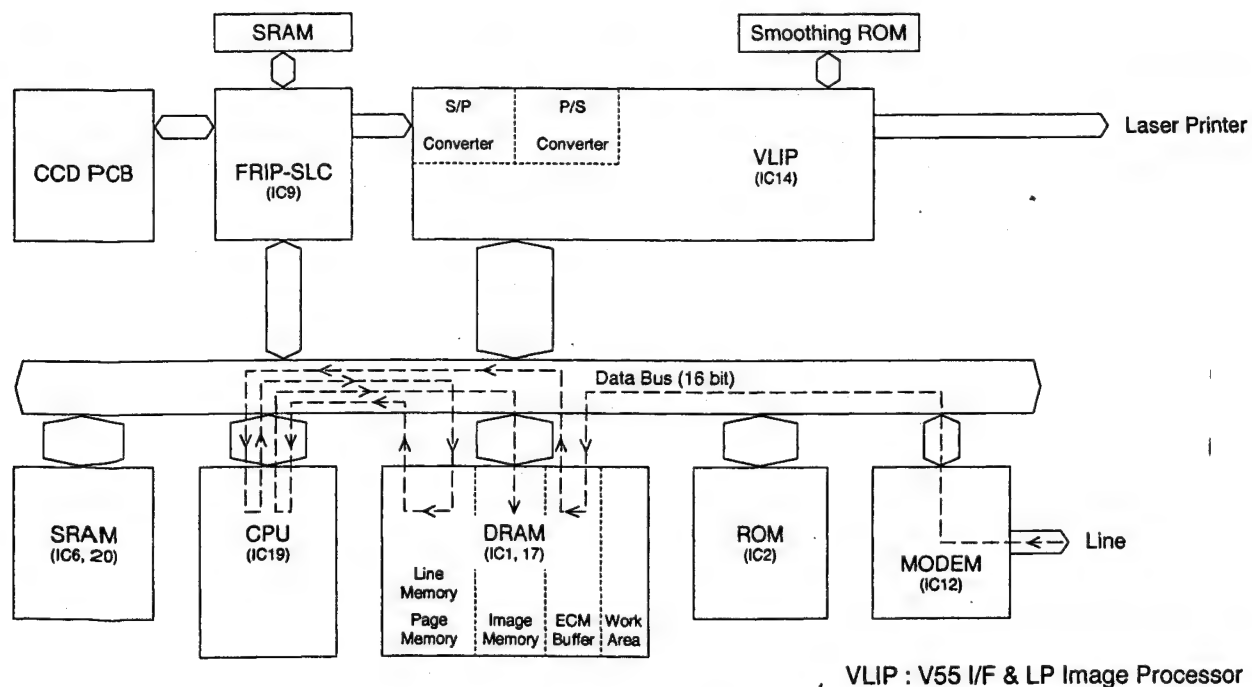 SRAM
Smoothing ROM
CCD PCB
FRIP-SLC
(IC9)
S/P
Converter
P/S
Converter
VLIP
(IC14)
Laser Printer
Data Bus (16 bit)
SRAM
(IC6, 20)
CPU
(IC19)
DRAM
(IC1, 17)
Line
Memory
Page
Memory
Image
Memory
ECM
Buffer
Work
Area
ROM
(IC2)
MODEM
(IC12)
Line
VLIP : V55 I/F & LP Image Processor